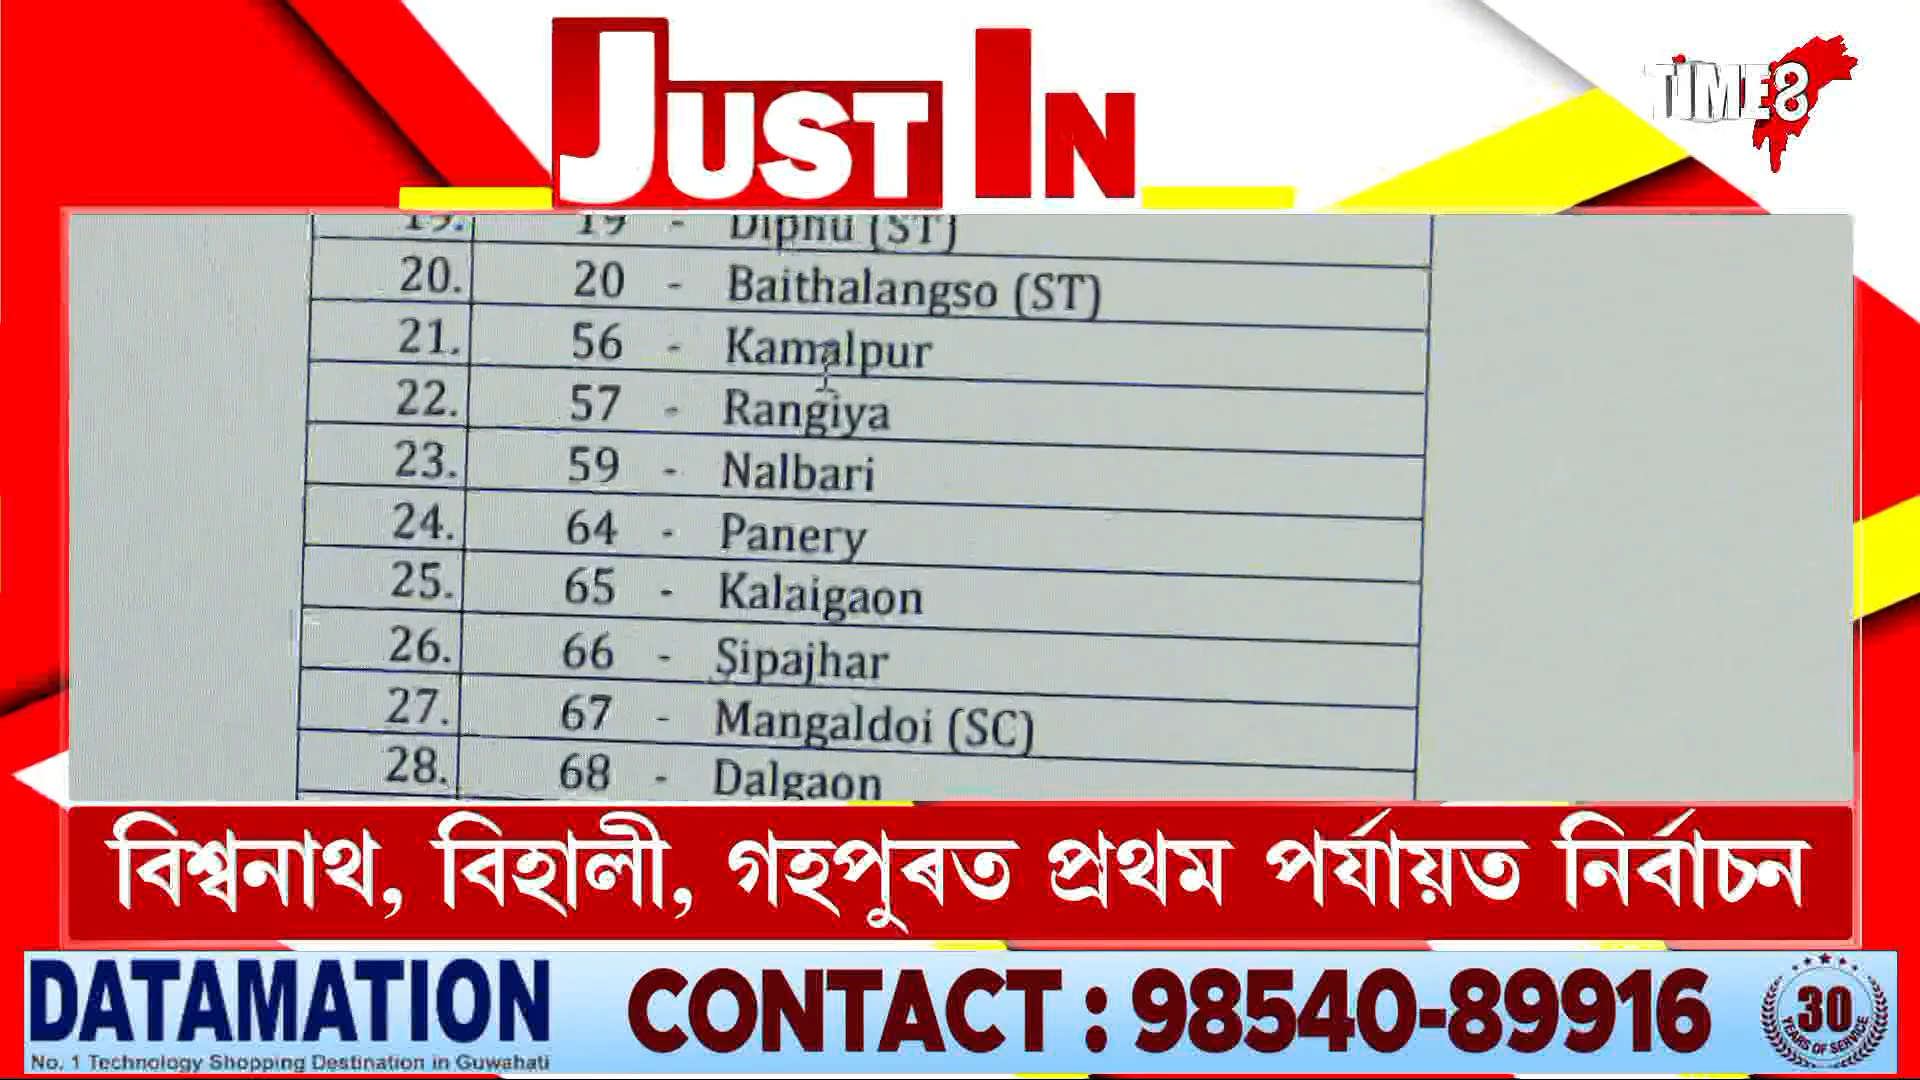 JUST IN
TIME8
19. 19 - Diphu (ST)
20. 20 - Baithalangso (ST)
21. 56 - Kamalpur
22. 57 - Rangiya
23. 59 - Nalbari
24. 64 - Panery
25. 65 - Kalaigaon
26. 66 - Sipajhar
27. 67 - Mangaldoi (SC)
28. 68 - Dalgaon
বিশ্বনাথ, বিহালী, গহপুৰত প্ৰথম পৰ্যায়ত নিৰ্বাচন
DATAMATION
No. 1 Technology Shopping Destination in Guwahati
CONTACT : 98540-89916
30
YEARS OF SERVICE